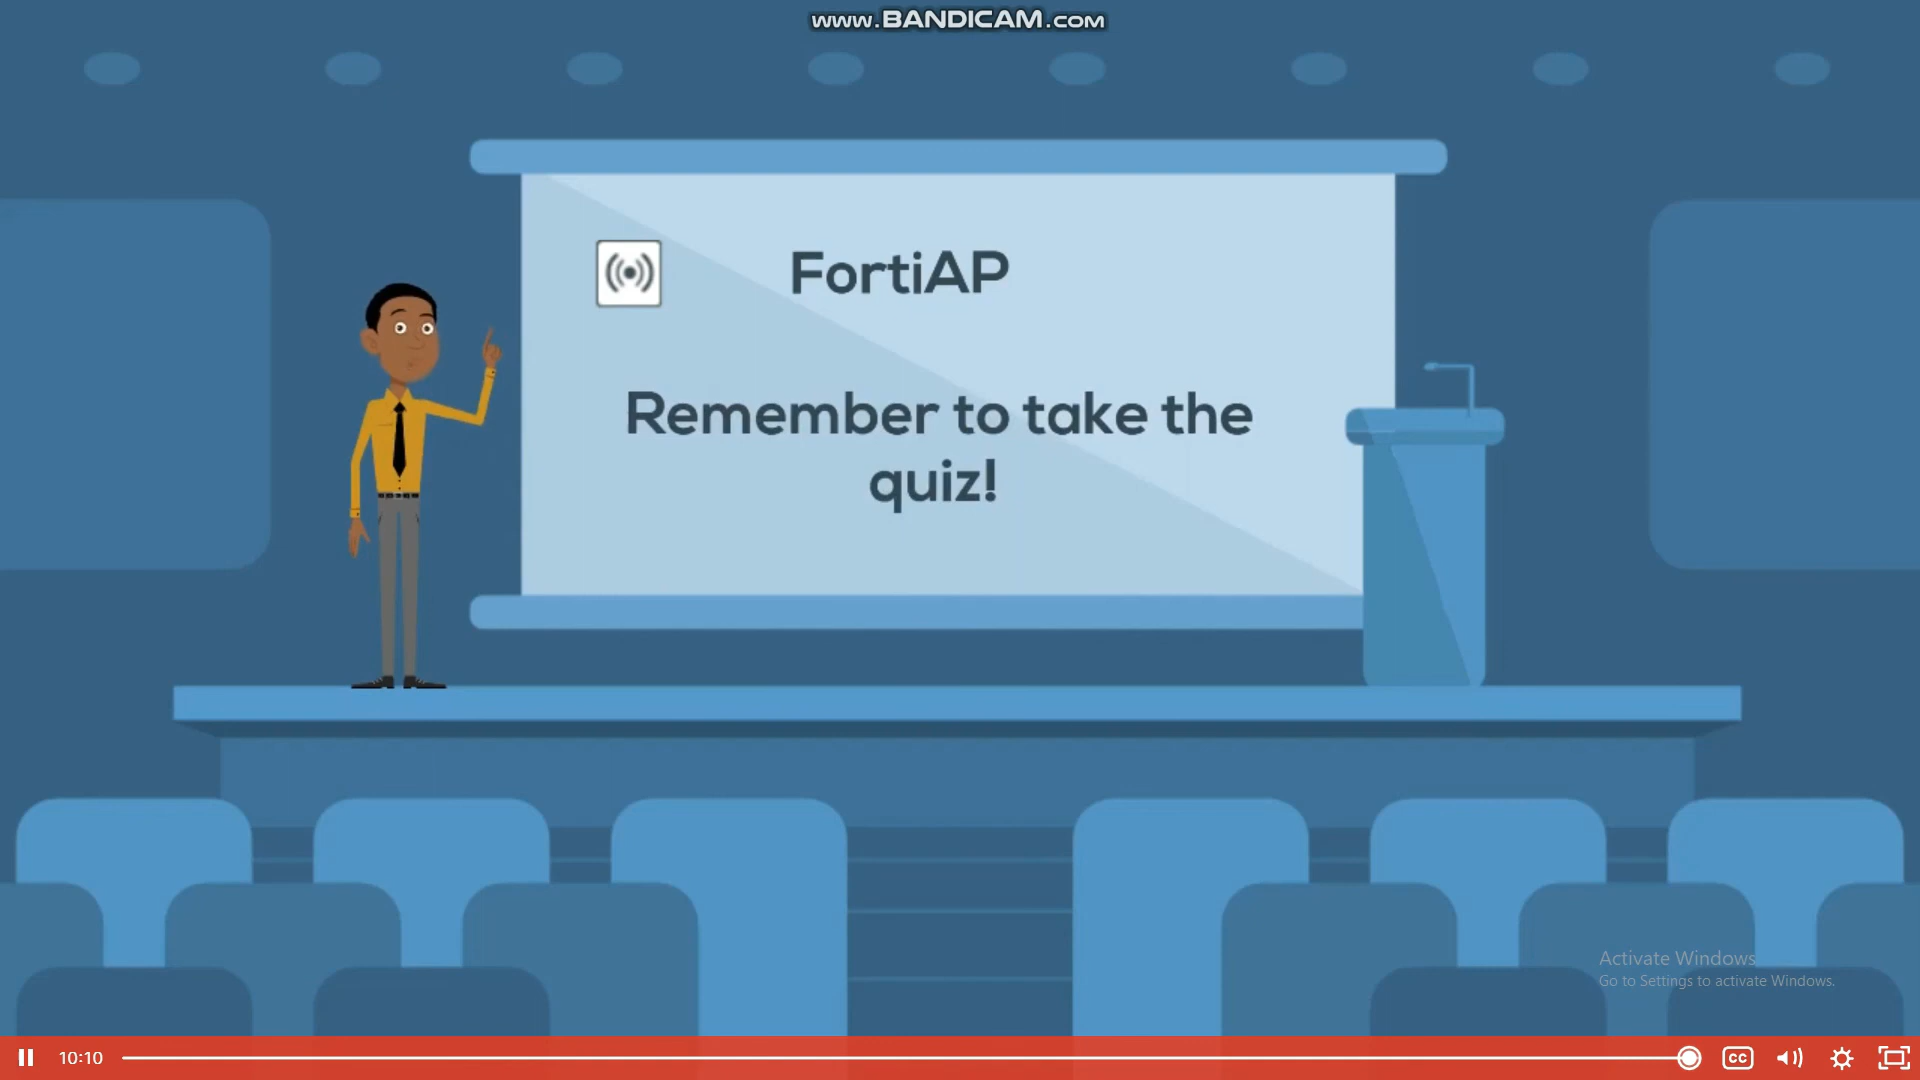 www.BANDICAM.com
FortiAP
Remember to take the
quiz!
Activate Windows
Go to Settings to activate Windows.
10:10
CC